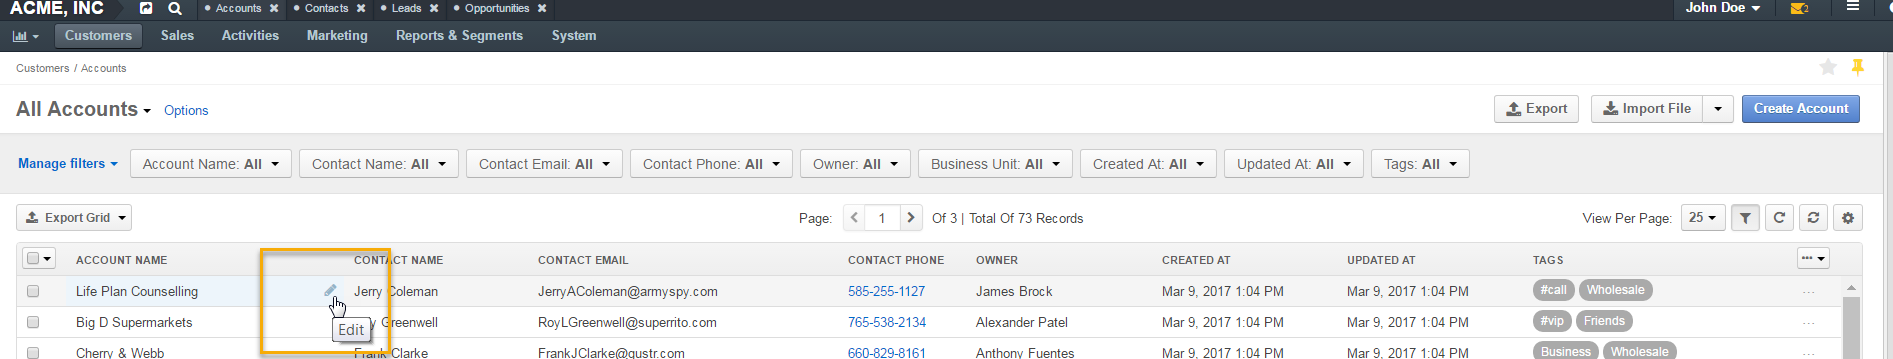 ACME, INC Accounts Contacts Leads Opportunities John Doe 2
Customers Sales Activities Marketing Reports & Segments System
Customers / Accounts
All Accounts Options Export Import File Create Account
Manage filters Account Name: All Contact Name: All Contact Email: All Contact Phone: All Owner: All Business Unit: All Created At: All Updated At: All Tags: All
Export Grid Page: 1 Of 3 | Total Of 73 Records View Per Page: 25
ACCOUNT NAME CONTACT NAME CONTACT EMAIL CONTACT PHONE OWNER CREATED AT UPDATED AT TAGS
Life Plan Counselling Jerry Coleman JerryAColeman@armyspy.com 585-255-1127 James Brock Mar 9, 2017 1:04 PM Mar 9, 2017 1:04 PM #call Wholesale ...
Edit
Big D Supermarkets Greenwell RoyLGreenwell@superrito.com 765-538-2134 Alexander Patel Mar 9, 2017 1:04 PM Mar 9, 2017 1:04 PM #vip Friends ...
Cherry & Webb Frank Clarke FrankJClarke@gustr.com 660-829-8161 Anthony Fuentes Mar 9, 2017 1:04 PM Mar 9, 2017 1:04 PM Business Wholesale